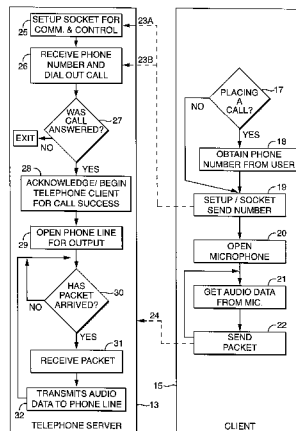 25
SETUP SOCKET FOR
COMM. & CONTROL
23A
26
RECEIVE PHONE
NUMBER AND
DIAL OUT CALL
23B
WAS
CALL
ANSWERED?
27
EXIT
NO
YES
28
ACKNOWLEDGE/BEGIN
TELEPHONE CLIENT
FOR CALL SUCCESS
29
OPEN PHONE LINE
FOR OUTPUT
HAS
PACKET
ARRIVED?
30
NO
YES
24
31
RECEIVE PACKET
32
TRANSMITS AUDIO
DATA TO PHONE LINE
13
TELEPHONE SERVER
PLACING
A
CALL?
17
NO
YES
18
OBTAIN PHONE
NUMBER FROM USER
19
SETUP / SOCKET
SEND NUMBER
20
OPEN
MICROPHONE
21
GET AUDIO DATA
FROM MIC.
22
SEND
PACKET
15
CLIENT